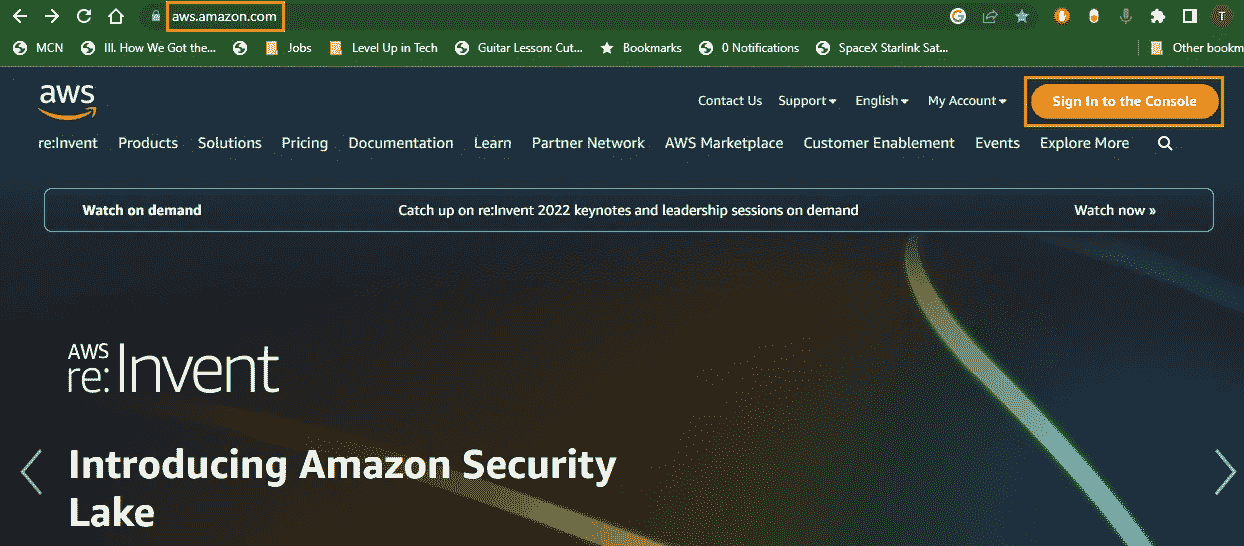 aws.amazon.com
T
MCN III. How We Got the... Jobs Level Up in Tech Guitar Lesson: Cut... Bookmarks 0 Notifications SpaceX Starlink Sat... Other bookm
aws
Contact Us Support English My Account Sign In to the Console
re:Invent Products Solutions Pricing Documentation Learn Partner Network AWS Marketplace Customer Enablement Events Explore More
Watch on demand Catch up on re:Invent 2022 keynotes and leadership sessions on demand Watch now »
AWS
re:Invent
Introducing Amazon Security
Lake